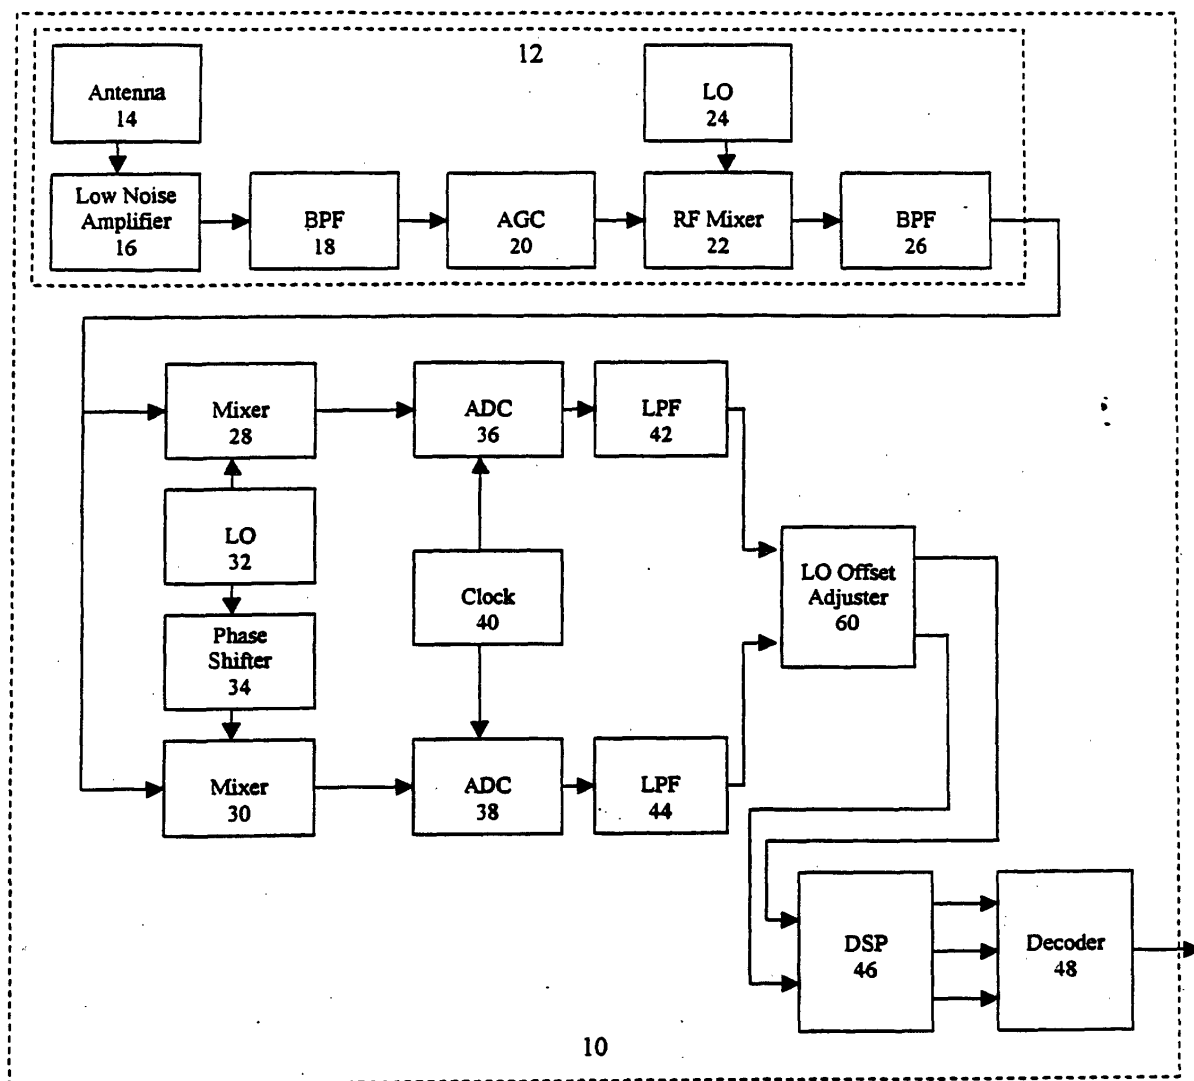 12
Antenna
14
LO
24
Low Noise
Amplifier
16
BPF
18
AGC
20
RF Mixer
22
BPF
26
Mixer
28
ADC
36
LPF
42
LO
32
Clock
40
LO Offset
Adjuster
60
Phase
Shifter
34
Mixer
30
ADC
38
LPF
44
DSP
46
Decoder
48
10